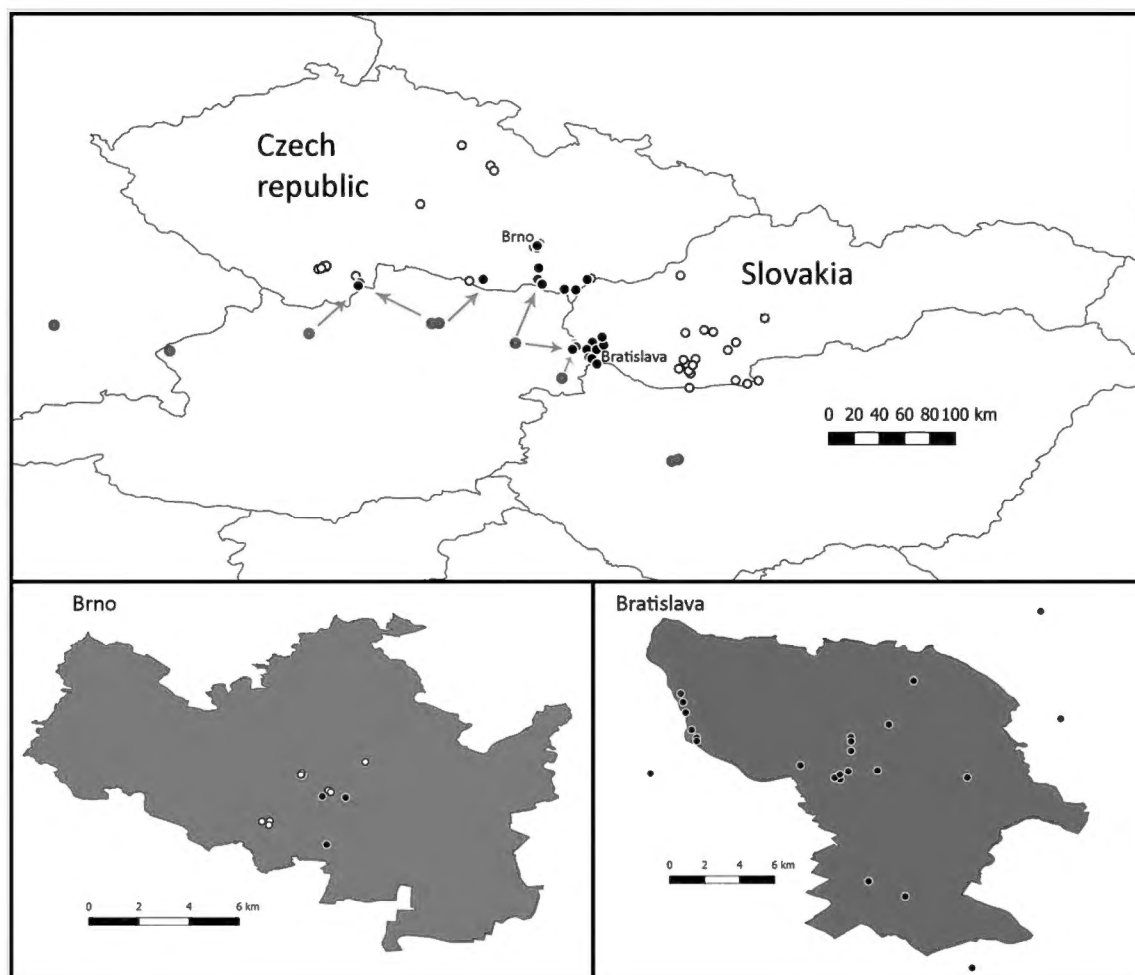 Czech
republic
Brno
Slovakia
Bratislava
0 20 40 60 80 100 km
Brno
0 2 4 6 km
Bratislava
0 2 4 6 km